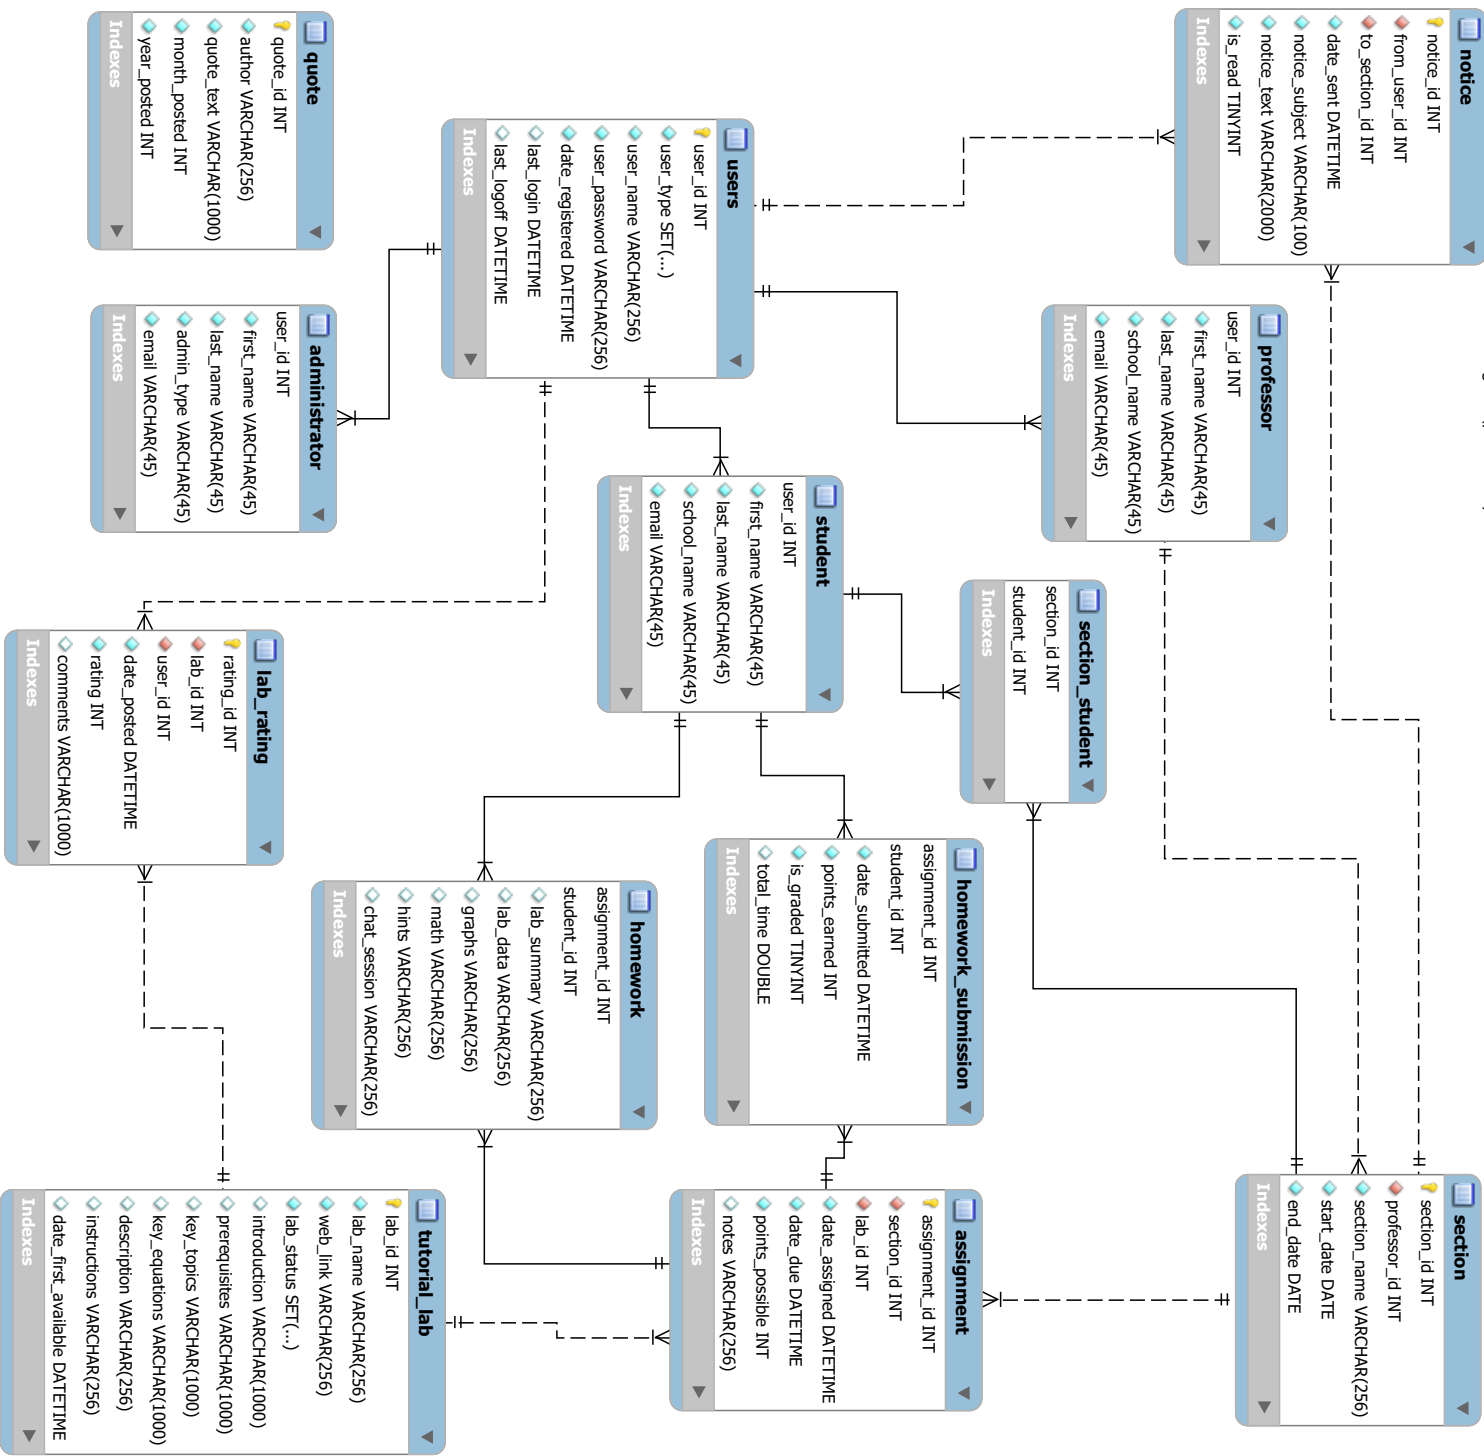 notice
notice_id INT
from_user_id INT
to_section_id INT
date_sent DATETIME
notice_subject VARCHAR(100)
notice_text VARCHAR(2000)
is_read TINYINT
Indexes
professor
user_id INT
first_name VARCHAR(45)
last_name VARCHAR(45)
school_name VARCHAR(45)
email VARCHAR(45)
Indexes
section_student
section_id INT
student_id INT
Indexes
section
section_id INT
professor_id INT
section_name VARCHAR(256)
start_date DATE
end_date DATE
Indexes
users
user_id INT
user_type SET(...)
user_name VARCHAR(256)
user_password VARCHAR(256)
date_registered DATETIME
last_login DATETIME
last_logoff DATETIME
Indexes
student
user_id INT
first_name VARCHAR(45)
last_name VARCHAR(45)
school_name VARCHAR(45)
email VARCHAR(45)
Indexes
homework_submission
assignment_id INT
student_id INT
date_submitted DATETIME
points_earned INT
is_graded TINYINT
total_time DOUBLE
Indexes
assignment
assignment_id INT
section_id INT
lab_id INT
date_assigned DATETIME
date_due DATETIME
points_possible INT
notes VARCHAR(256)
Indexes
homework
assignment_id INT
student_id INT
lab_summary VARCHAR(256)
lab_data VARCHAR(256)
graphs VARCHAR(256)
math VARCHAR(256)
hints VARCHAR(256)
chat_session VARCHAR(256)
Indexes
quote
quote_id INT
author VARCHAR(256)
quote_text VARCHAR(1000)
month_posted INT
year_posted INT
Indexes
administrator
user_id INT
first_name VARCHAR(45)
last_name VARCHAR(45)
admin_type VARCHAR(45)
email VARCHAR(45)
Indexes
lab_rating
rating_id INT
lab_id INT
user_id INT
date_posted DATETIME
rating INT
comments VARCHAR(1000)
Indexes
tutorial_lab
lab_id INT
lab_name VARCHAR(256)
web_link VARCHAR(256)
lab_status SET(...)
introduction VARCHAR(1000)
prerequisites VARCHAR(1000)
key_topics VARCHAR(1000)
key_equations VARCHAR(1000)
description VARCHAR(256)
instructions VARCHAR(256)
date_first_available DATETIME
Indexes